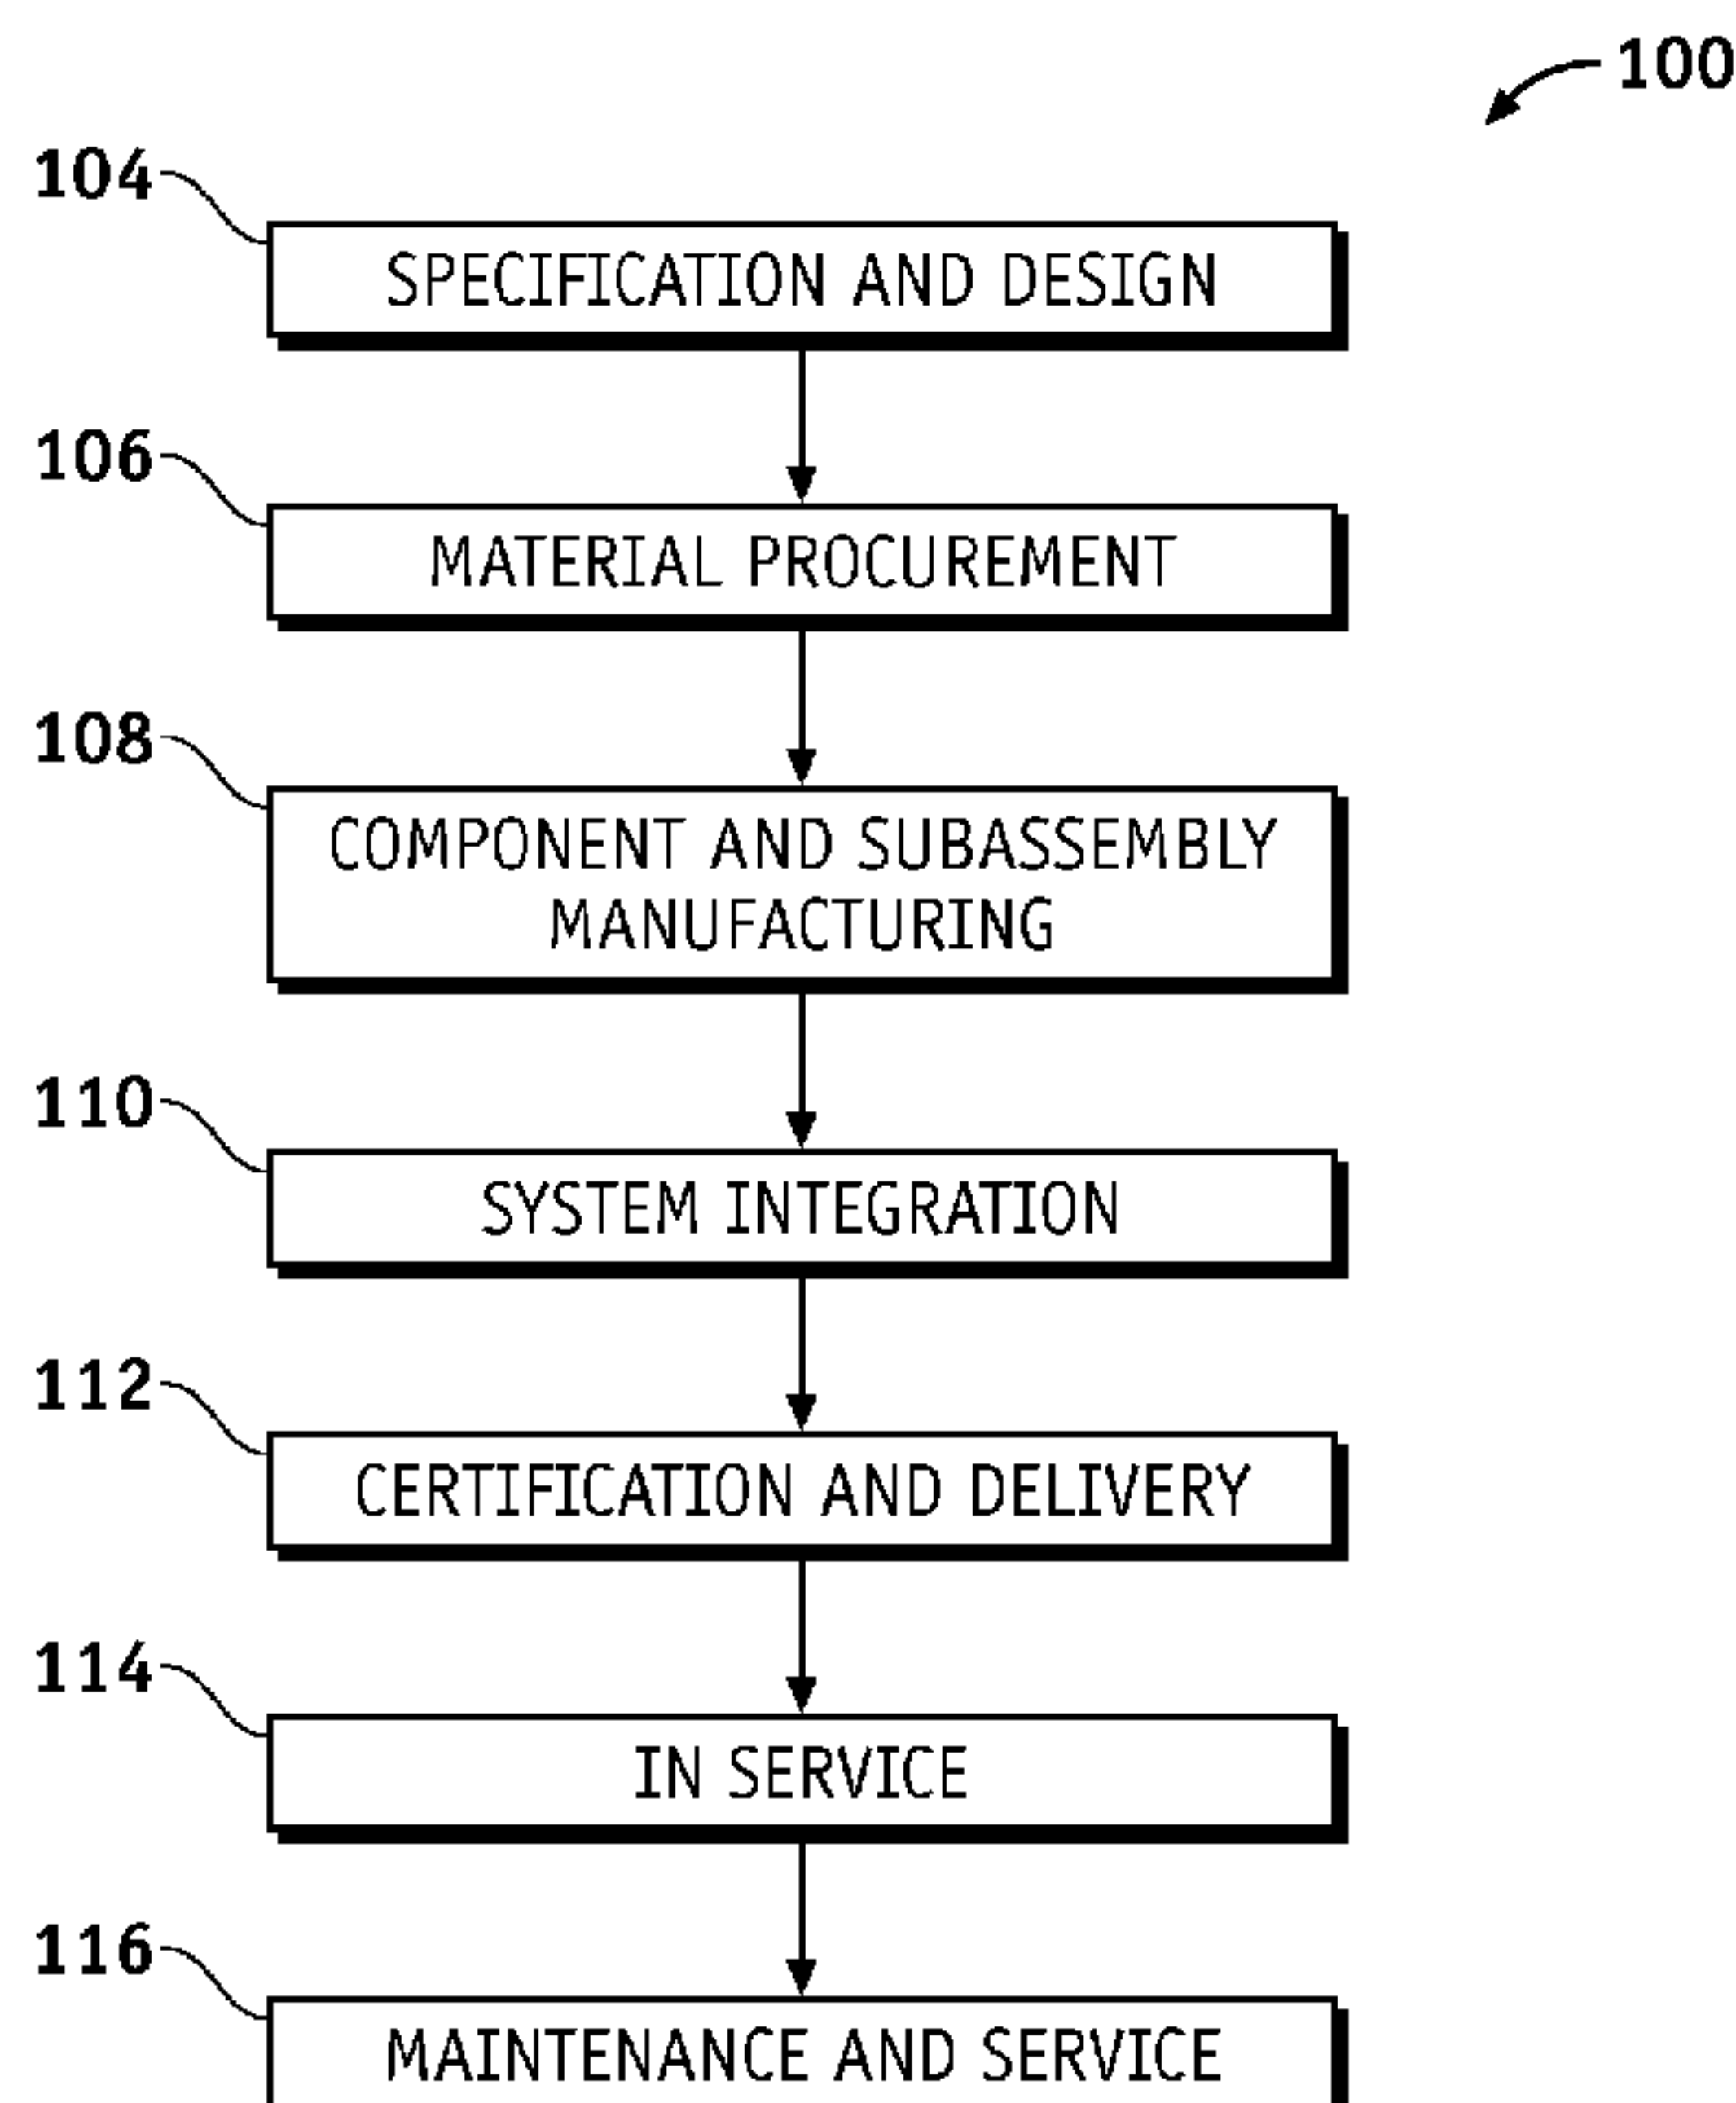 100
104
SPECIFICATION AND DESIGN
106
MATERIAL PROCUREMENT
108
COMPONENT AND SUBASSEMBLY
MANUFACTURING
110
SYSTEM INTEGRATION
112
CERTIFICATION AND DELIVERY
114
IN SERVICE
116
MAINTENANCE AND SERVICE